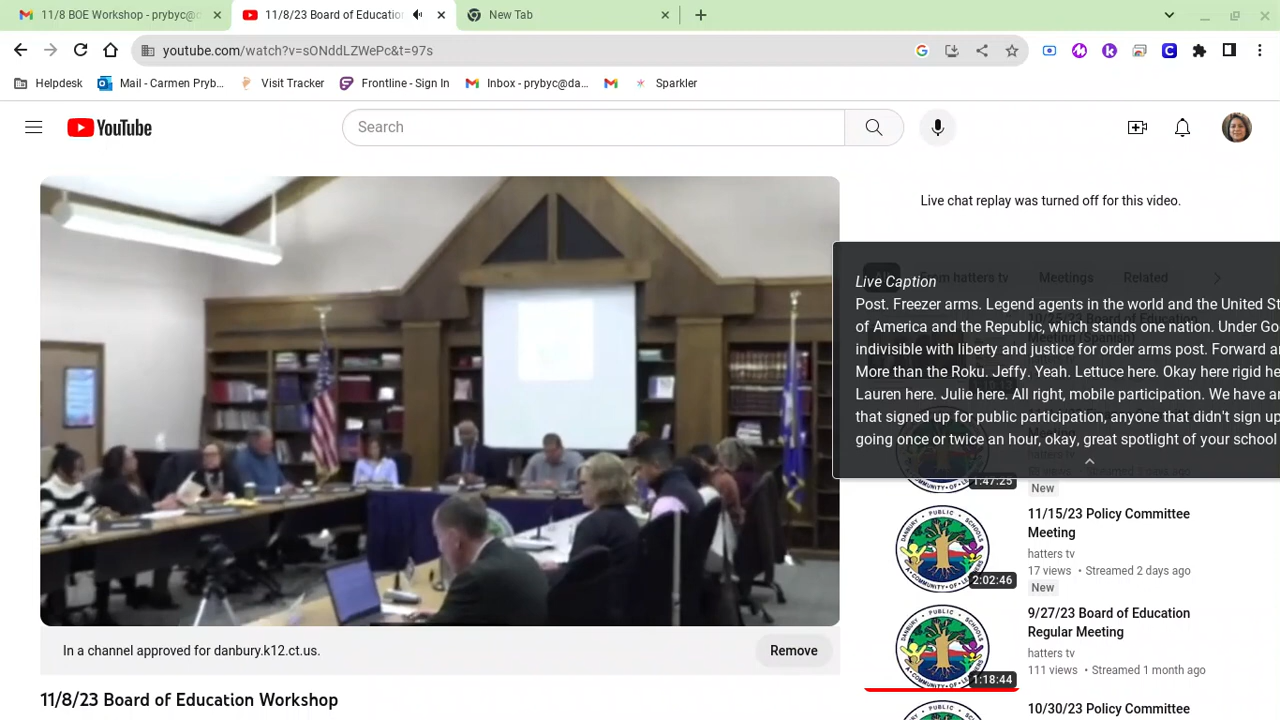 11/8 BOE Workshop - prybyc@d
11/8/23 Board of Education
New Tab
youtube.com/watch?v=sONddLZWePc&t=97s
Helpdesk
Mail - Carmen Pryb...
Visit Tracker
Frontline - Sign In
Inbox - prybyc@da...
Sparkler
YouTube
Search
Live chat replay was turned off for this video.
from hatters tv
Meetings
Related
Live Caption
Post. Freezer arms. Legend agents in the world and the United St
of America and the Republic, which stands one nation. Under Go
indivisible with liberty and justice for order arms post. Forward a
More than the Roku. Jeffy. Yeah. Lettuce here. Okay here rigid he
Lauren here. Julie here. All right, mobile participation. We have a
that signed up for public participation, anyone that didn't sign up
going once or twice an hour, okay, great spotlight of your school
1:47:25
New
11/15/23 Policy Committee
Meeting
hatters tv
17 views • Streamed 2 days ago
New
2:02:46
9/27/23 Board of Education
Regular Meeting
hatters tv
111 views • Streamed 1 month ago
1:18:44
10/30/23 Policy Committee
In a channel approved for danbury.k12.ct.us.
Remove
11/8/23 Board of Education Workshop